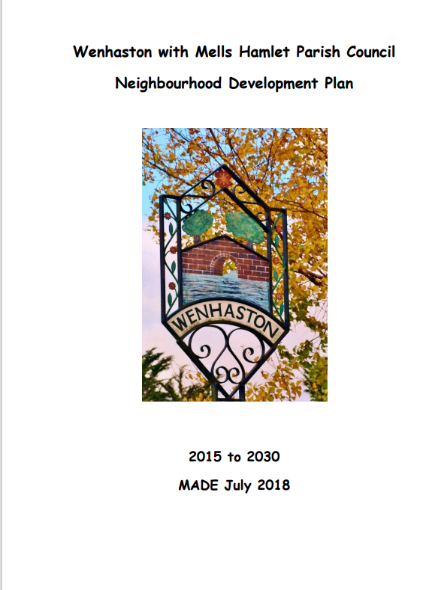 Wenhaston with Mells Hamlet Parish Council
Neighbourhood Development Plan
WENHASTON
2015 to 2030
MADE July 2018